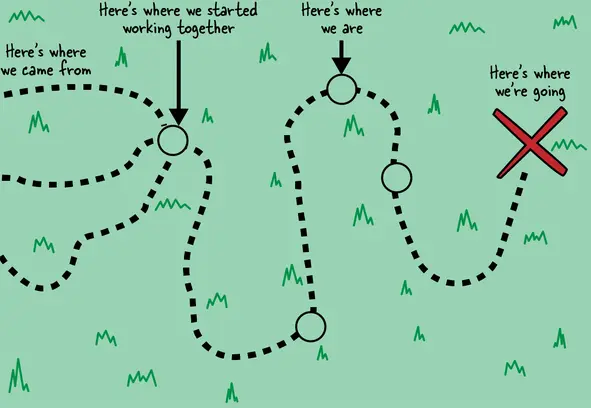 Here's where
we came from
Here's where we started
working together
Here's where
we are
Here's where
we're going